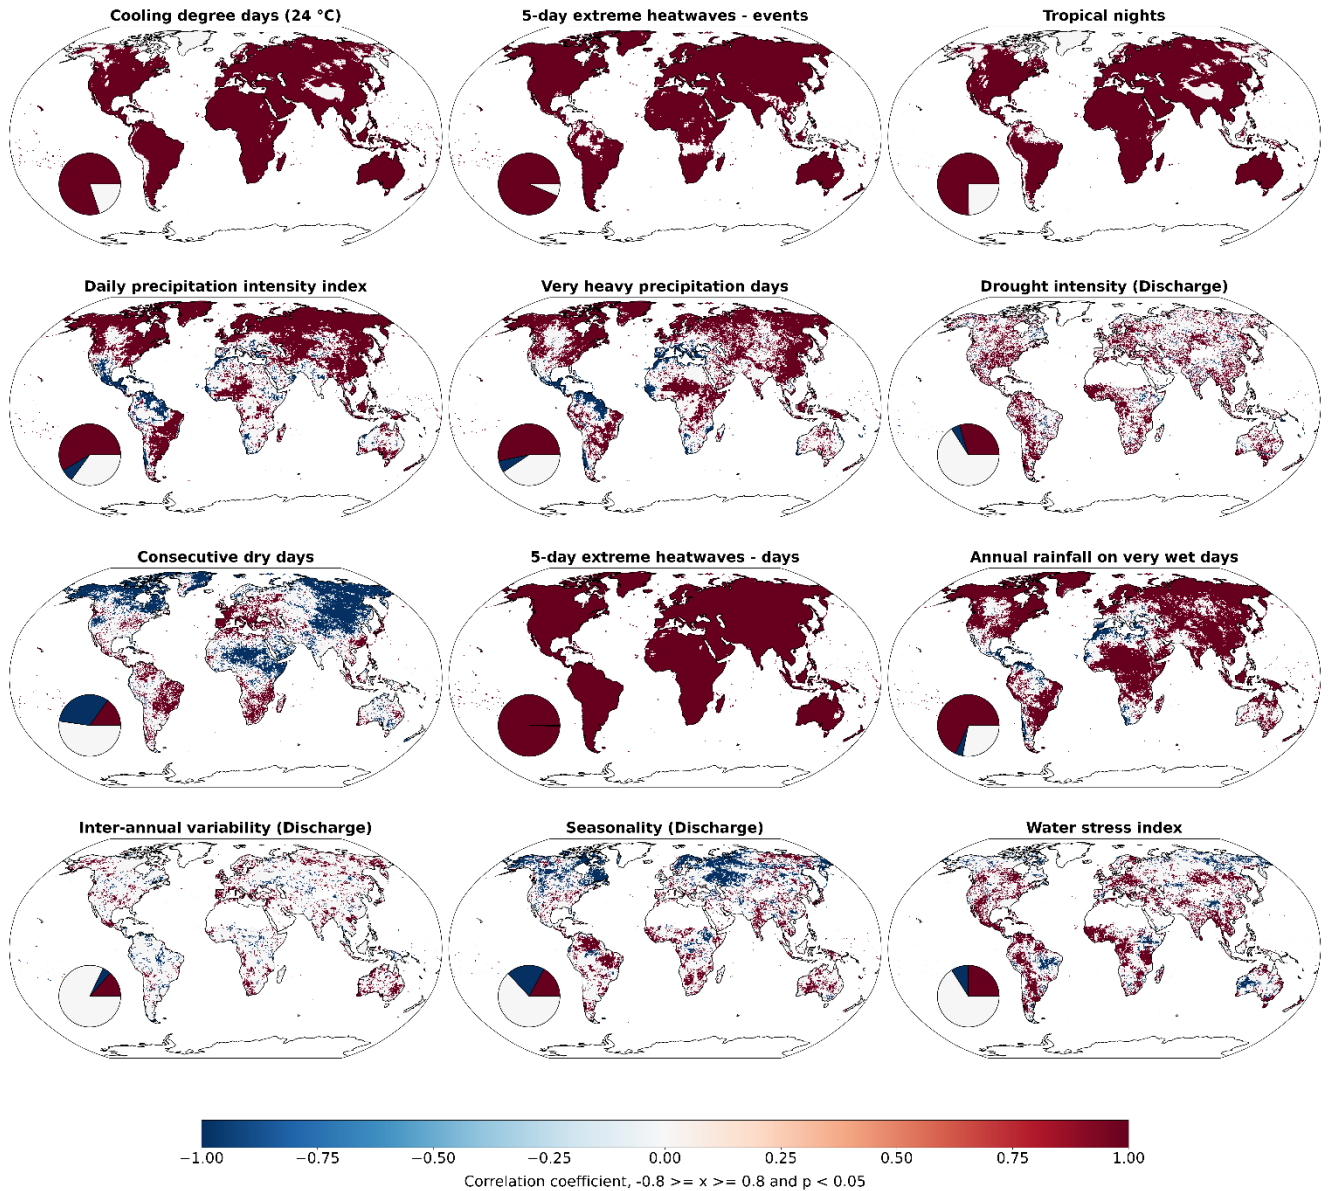 Cooling degree days (24 °C)
5-day extreme heatwaves - events
Tropical nights
Daily precipitation intensity index
Very heavy precipitation days
Drought intensity (Discharge)
Consecutive dry days
5-day extreme heatwaves - days
Annual rainfall on very wet days
Inter-annual variability (Discharge)
Seasonality (Discharge)
Water stress index
−1.00 −0.75 −0.50 −0.25 0.00 0.25 0.50 0.75 1.00
Correlation coefficient, -0.8 >= x >= 0.8 and p < 0.05